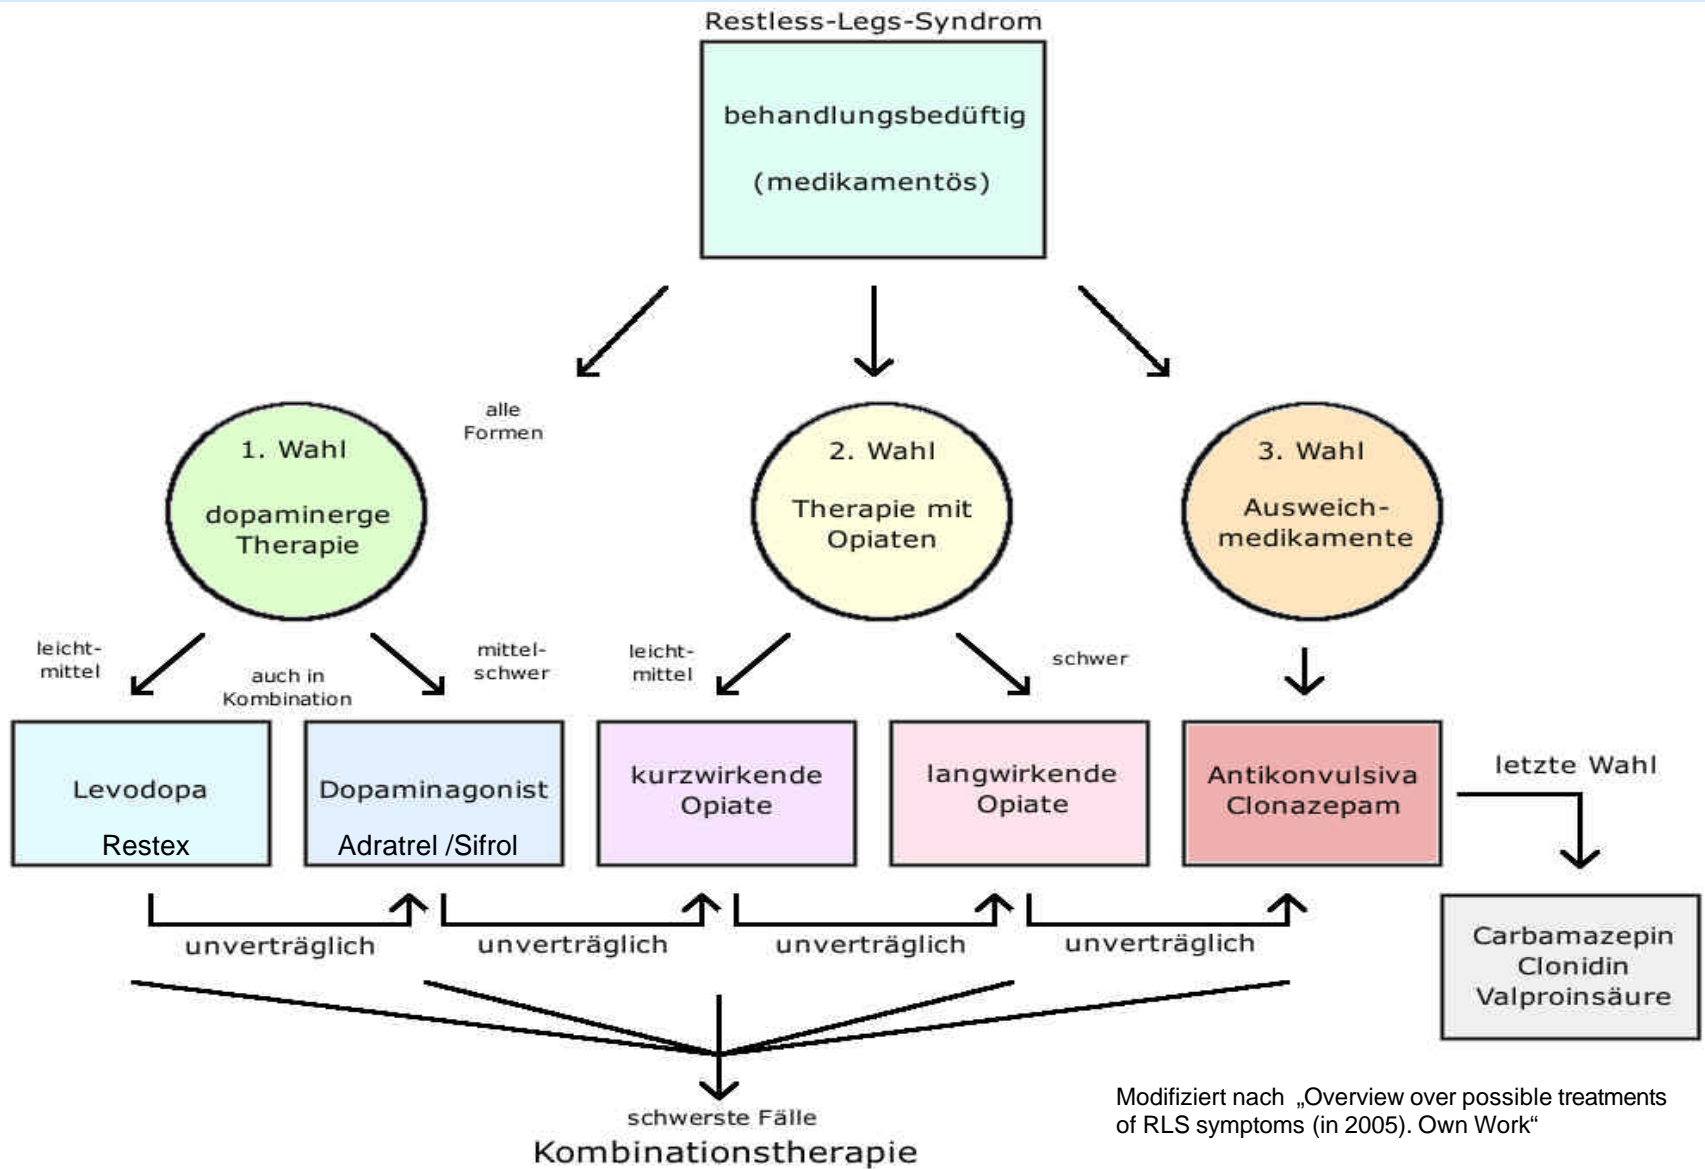 Restless-Legs-Syndrom
behandlungsbedüftig
(medikamentös)
alle
Formen
1. Wahl
dopaminerge
Therapie
2. Wahl
Therapie mit
Opiaten
3. Wahl
Ausweich-
medikamente
leicht-
mittel
auch in
Kombination
mittel-
schwer
leicht-
mittel
schwer
Levodopa
Restex
Dopaminagonist
Adratrel /Sifrol
kurzwirkende
Opiate
langwirkende
Opiate
Antikonvulsiva
Clonazepam
letzte Wahl
Carbamazepin
Clonidin
Valproinsäure
unverträglich
unverträglich
unverträglich
unverträglich
schwerste Fälle
Kombinationstherapie
Modifiziert nach „Overview over possible treatments
of RLS symptoms (in 2005). Own Work“